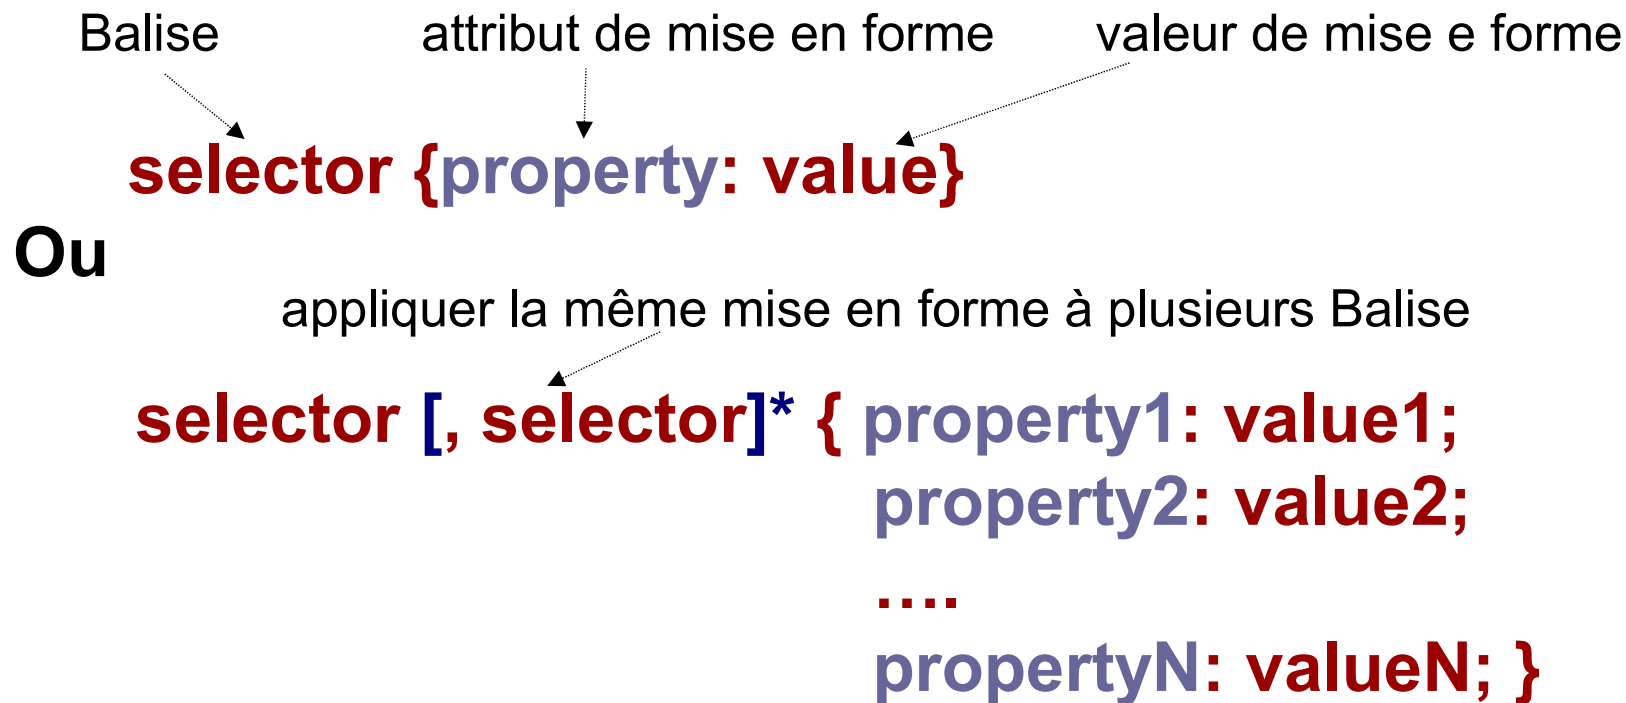 Balise attribut de mise en forme valeur de mise e forme
selector {property: value}
Ou
appliquer la même mise en forme à plusieurs Balise
selector [, selector]* { property1: value1;
property2: value2;
....
propertyN: valueN; }